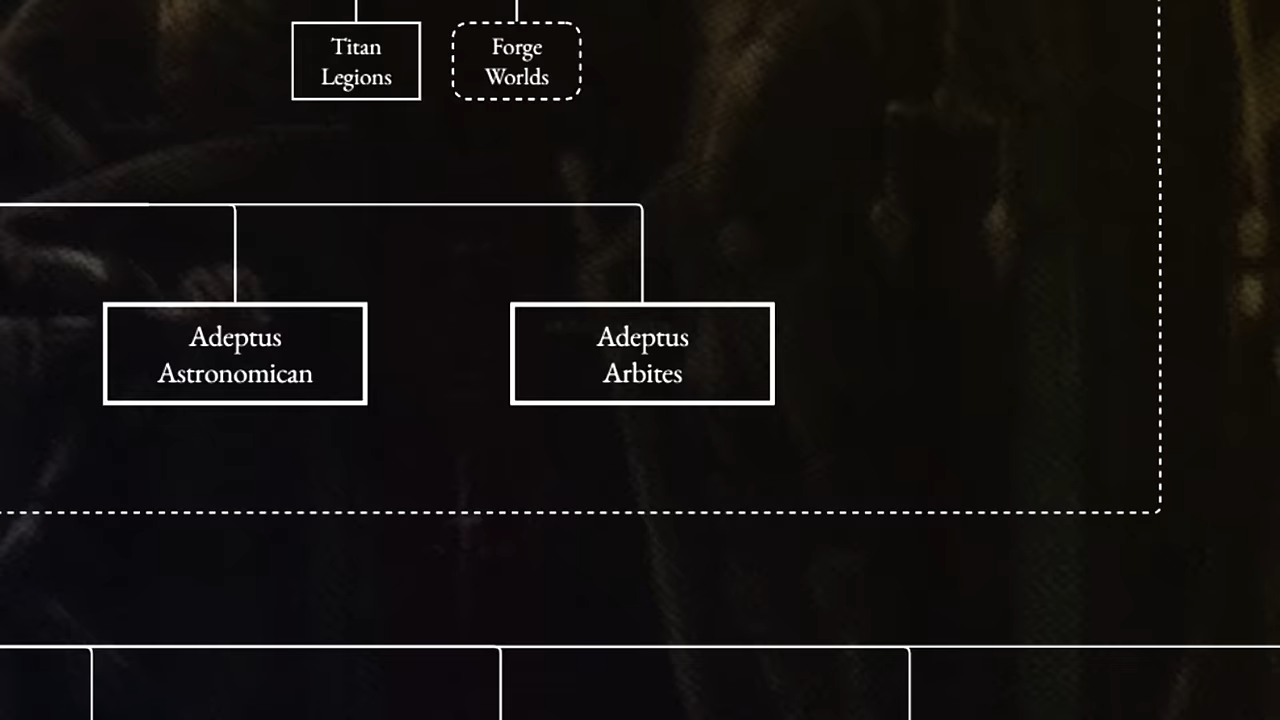 Titan
Legions
Forge
Worlds
Adeptus
Astronomican
Adeptus
Arbites